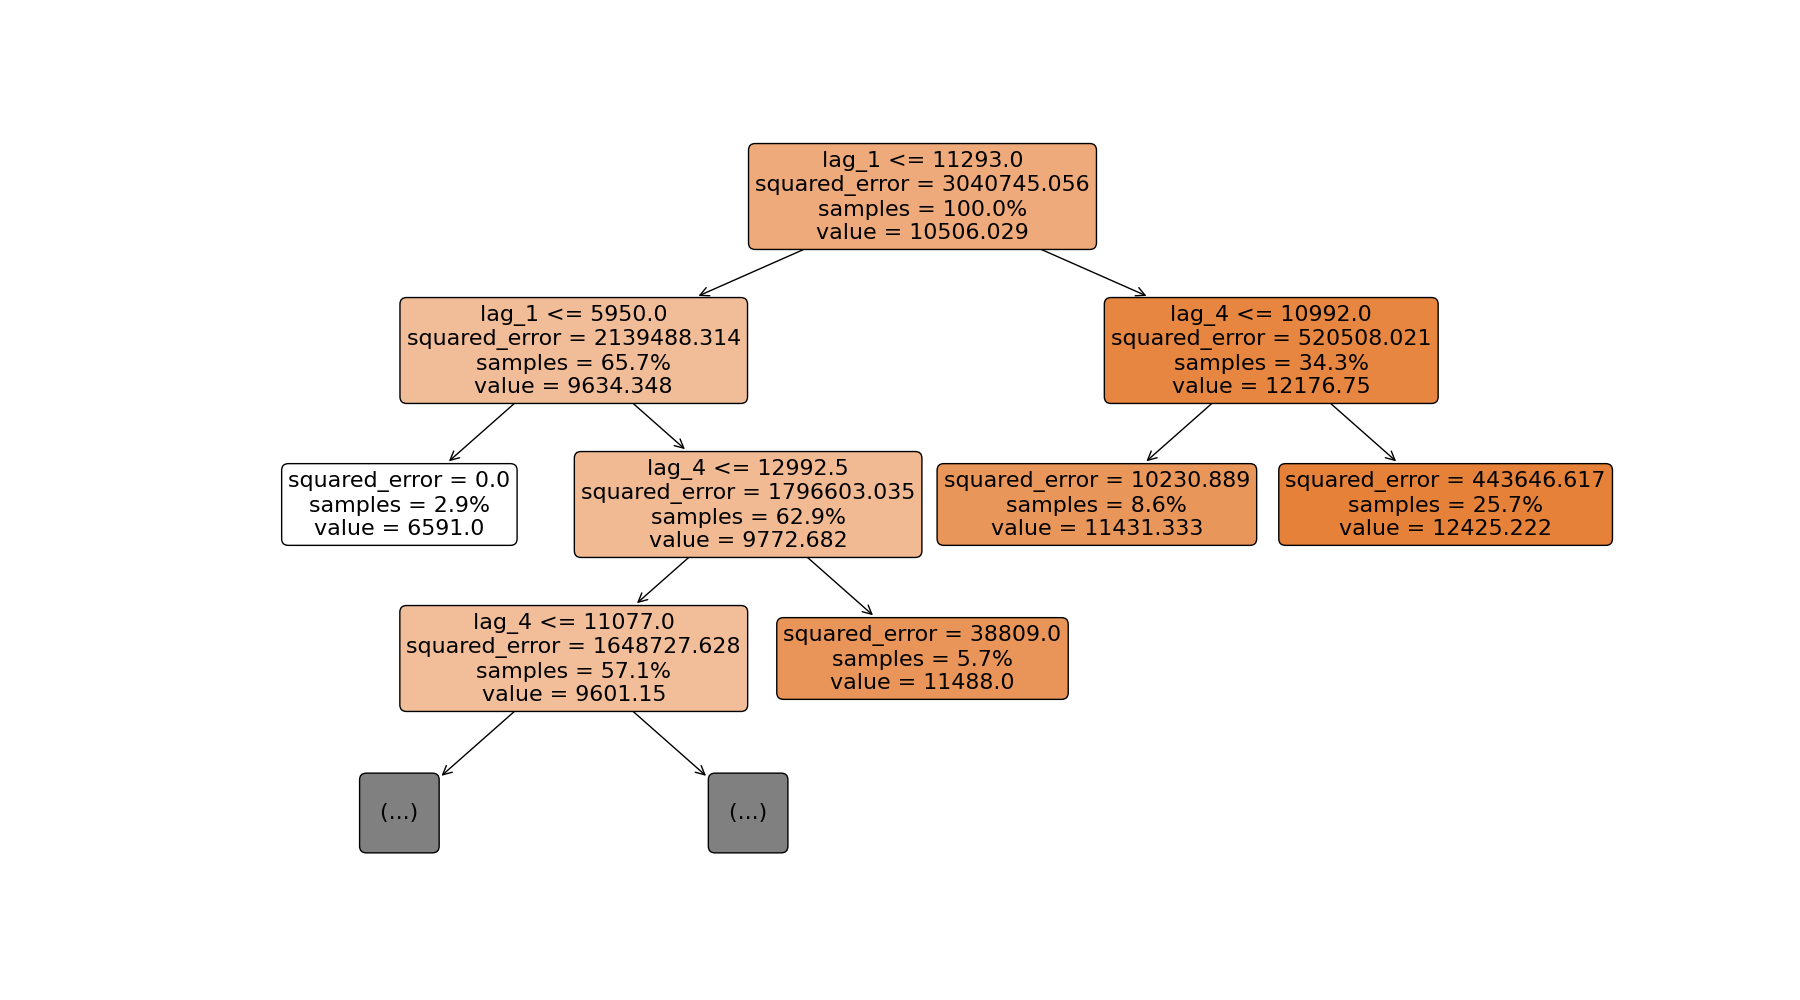 lag_1 <= 11293.0
squared_error = 3040745.056
samples = 100.0%
value = 10506.029
lag_1 <= 5950.0
squared_error = 2139488.314
samples = 65.7%
value = 9634.348
lag_4 <= 10992.0
squared_error = 520508.021
samples = 34.3%
value = 12176.75
squared_error = 0.0
samples = 2.9%
value = 6591.0
lag_4 <= 12992.5
squared_error = 1796603.035
samples = 62.9%
value = 9772.682
squared_error = 10230.889
samples = 8.6%
value = 11431.333
squared_error = 443646.617
samples = 25.7%
value = 12425.222
lag_4 <= 11077.0
squared_error = 1648727.628
samples = 57.1%
value = 9601.15
squared_error = 38809.0
samples = 5.7%
value = 11488.0
(...)
(...)